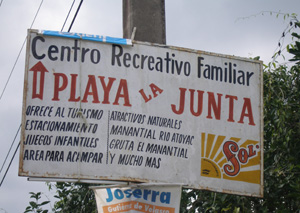 Centro Recreativo Familiar
PLAYA LA JUNTA
OFRECE AL TURISMO
ESTACIONAMIENTO
JUEGOS INFANTILES
AREA PARA ACAMPAR
ATRACTIVOS NATURALES
MANANTIAL RIO ATOYAC
GRUTA EL MANANTIAL
Y MUCHO MAS
Sol
Joserra